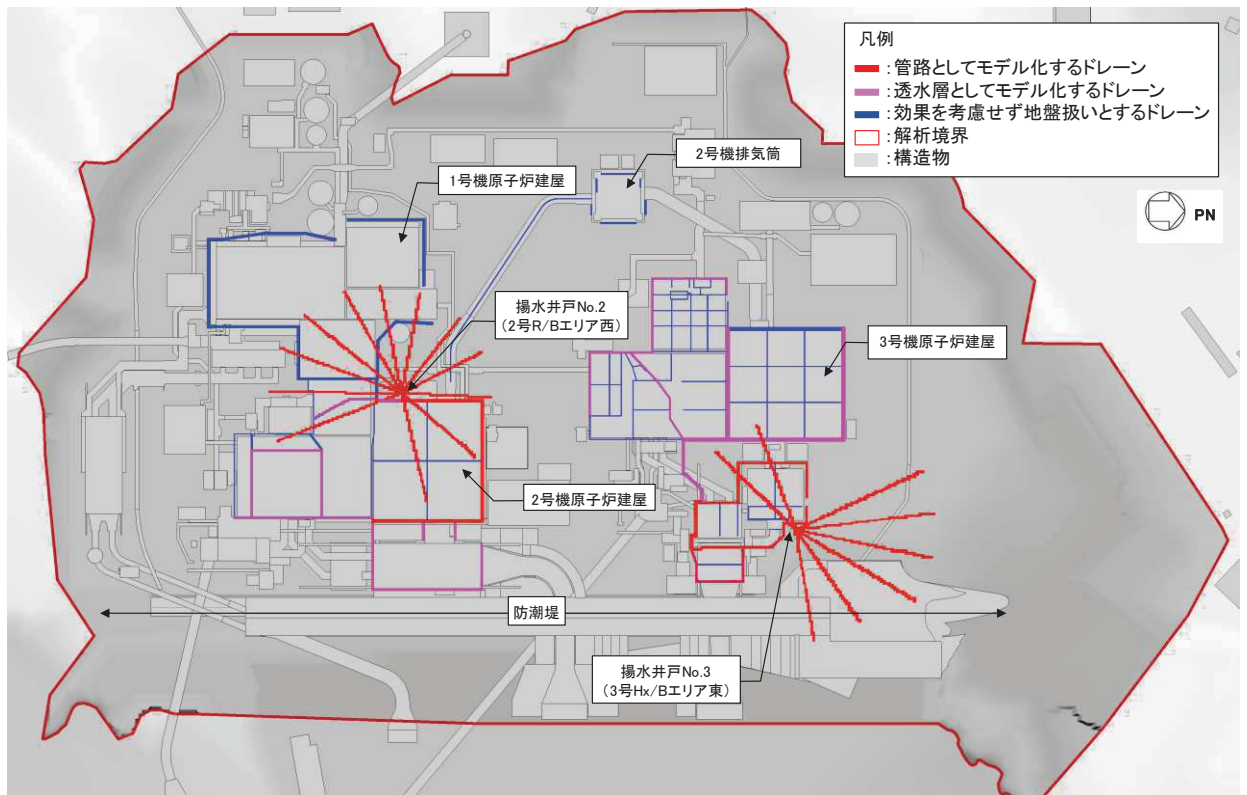 凡例
:管路としてモデル化するドレーン
:透水層としてモデル化するドレーン
:効果を考慮せず地盤扱いとするドレーン
:解析境界
:構造物
PN
2号機排気筒
1号機原子炉建屋
揚水井戸No.2
(2号R/Bエリア西)
3号機原子炉建屋
2号機原子炉建屋
防潮堤
揚水井戸No.3
(3号Hx/Bエリア東)